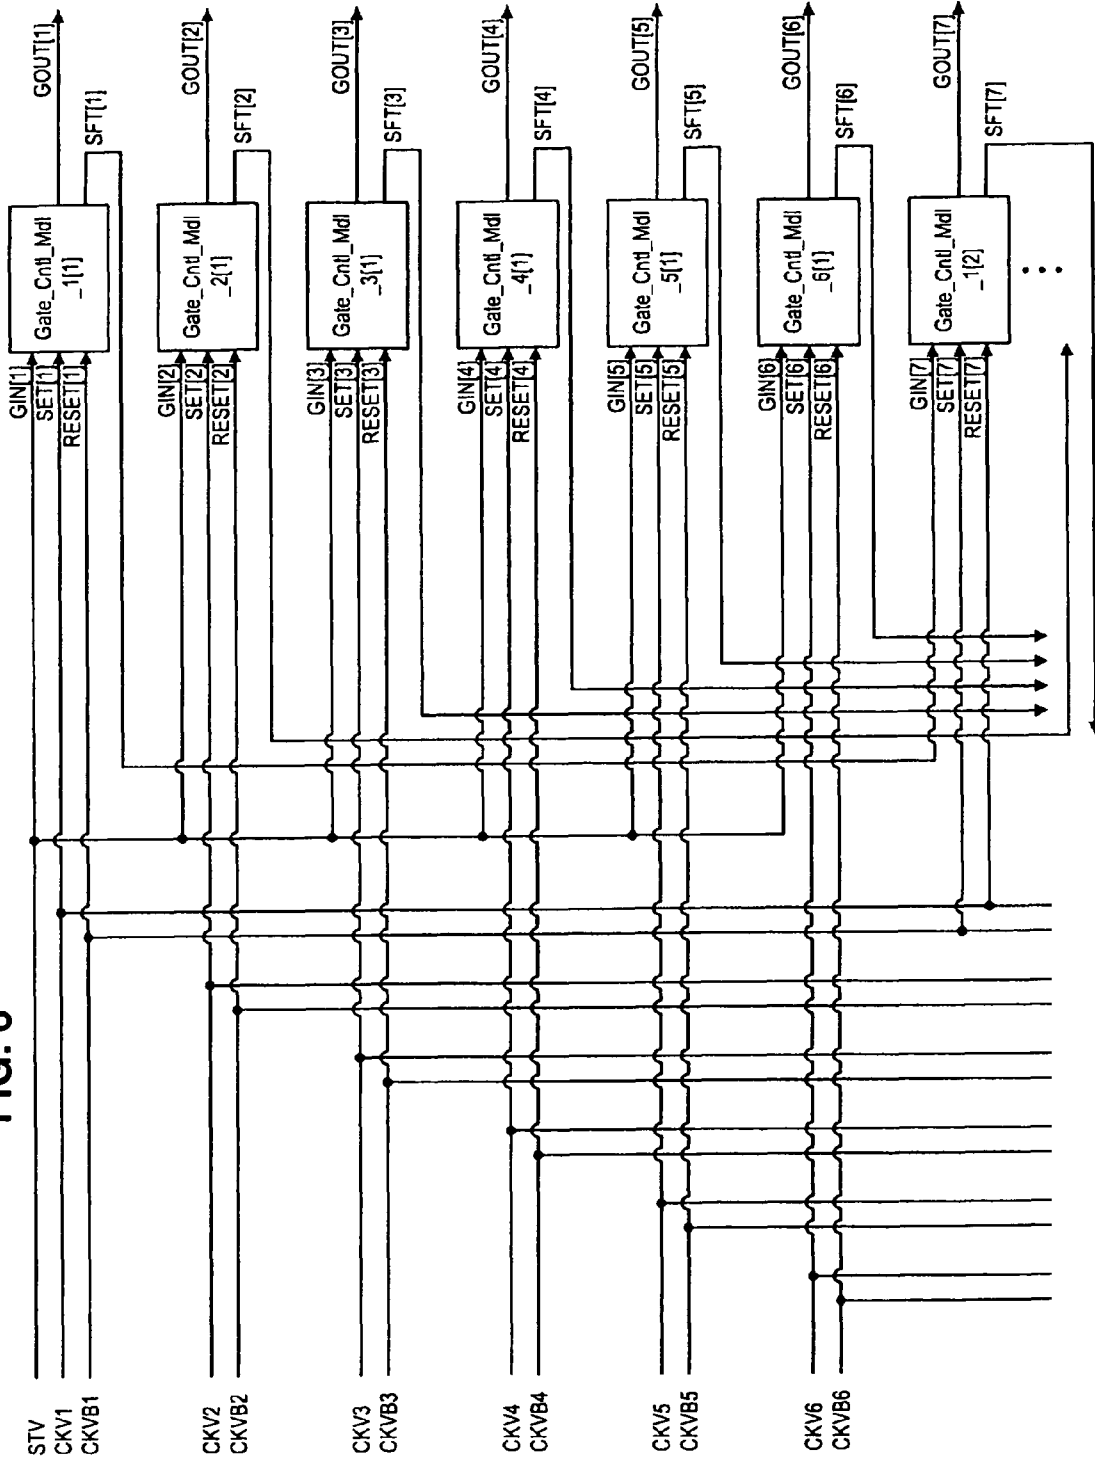 FIG. 6
STV
CKV1
CKVB1
CKV2
CKVB2
CKV3
CKVB3
CKV4
CKVB4
CKV5
CKVB5
CKV6
CKVB6
GIN[1]
SET[1]
RESET[1]
Gate_Cntl_Mdl
_1[1]
GOUT[1]
SFT[1]
GIN[2]
SET[2]
RESET[2]
Gate_Cntl_Mdl
_2[1]
GOUT[2]
SFT[2]
GIN[3]
SET[3]
RESET[3]
Gate_Cntl_Mdl
_3[1]
GOUT[3]
SFT[3]
GIN[4]
SET[4]
RESET[4]
Gate_Cntl_Mdl
_4[1]
GOUT[4]
SFT[4]
GIN[5]
SET[5]
RESET[5]
Gate_Cntl_Mdl
_5[1]
GOUT[5]
SFT[5]
GIN[6]
SET[6]
RESET[6]
Gate_Cntl_Mdl
_6[1]
GOUT[6]
SFT[6]
GIN[7]
SET[7]
RESET[7]
Gate_Cntl_Mdl
_1[2]
GOUT[7]
SFT[7]